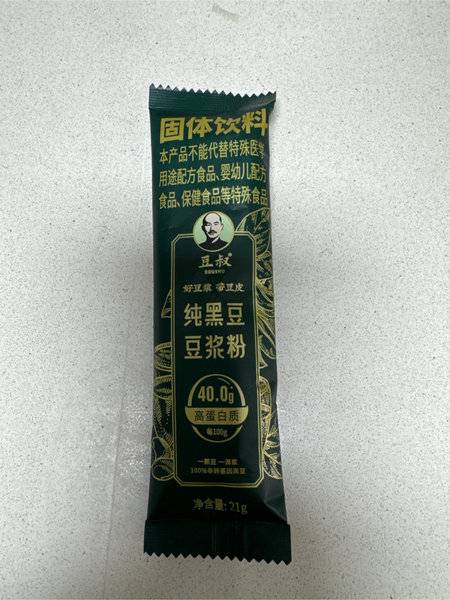 固体饮料
本产品不能代替特殊医学
用途配方食品、婴幼儿配方
食品、保健食品等特殊食品
豆叔®
DOUSHU
好豆浆 带豆皮
纯黑豆
豆浆粉
40.0g
高蛋白质
每100g
一颗豆 一滴浆
100%非转基因黑豆
净含量:21g